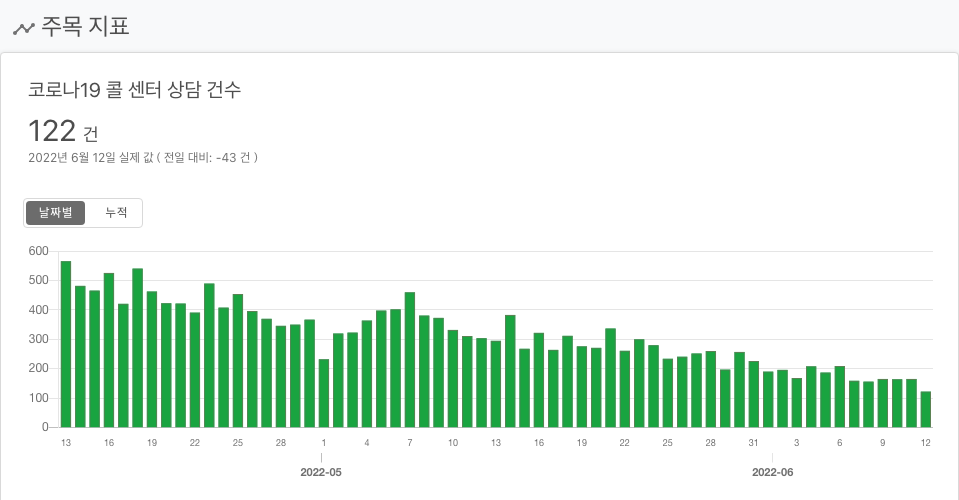 주목 지표
코로나19 콜 센터 상담 건수
122 건
2022년 6월 12일 실제 값 ( 전일 대비: -43 건 )
날짜별 누적
600
500
400
300
200
100
0
13 16 19 22 25 28 1 4 7 10 13 16 19 22 25 28 31 3 6 9 12
2022-05 2022-06